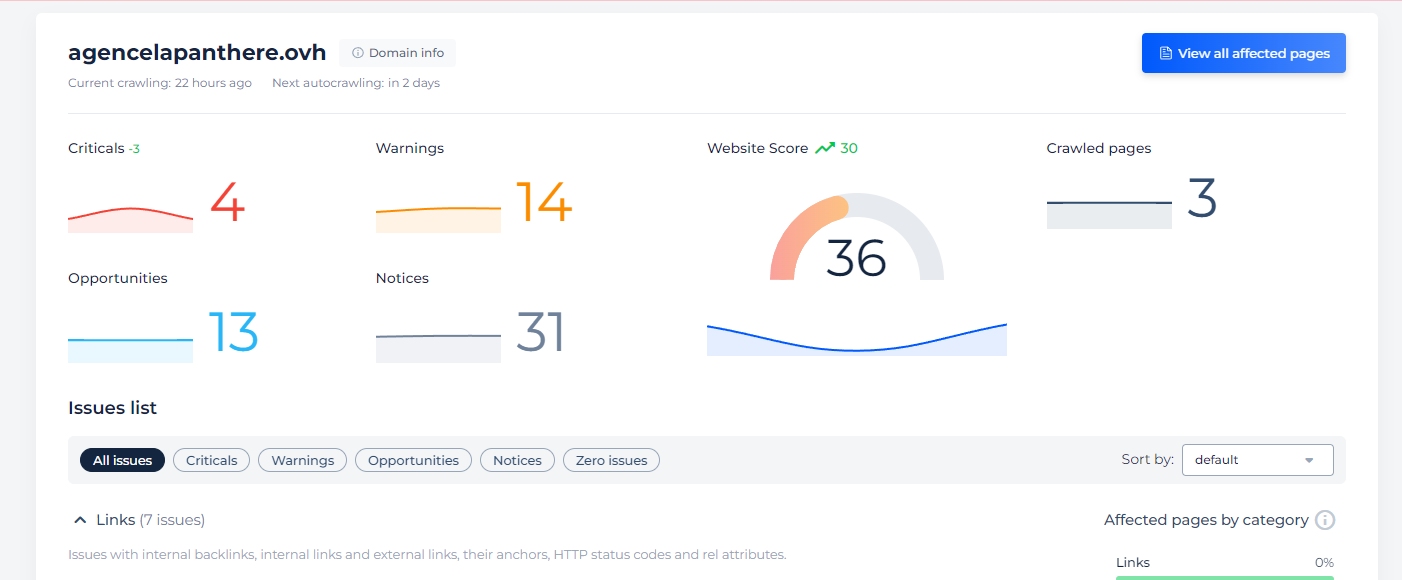 agencelapanthere.ovh Domain info
View all affected pages
Current crawling: 22 hours ago Next autocrawling: in 2 days
Criticals -3
4
Warnings
14
Website Score 30
36
Crawled pages
3
Opportunities
13
Notices
31
Issues list
All issues Criticals Warnings Opportunities Notices Zero issues
Sort by: default
Links (7 issues)
Issues with internal backlinks, internal links and external links, their anchors, HTTP status codes and rel attributes.
Affected pages by category
Links 0%